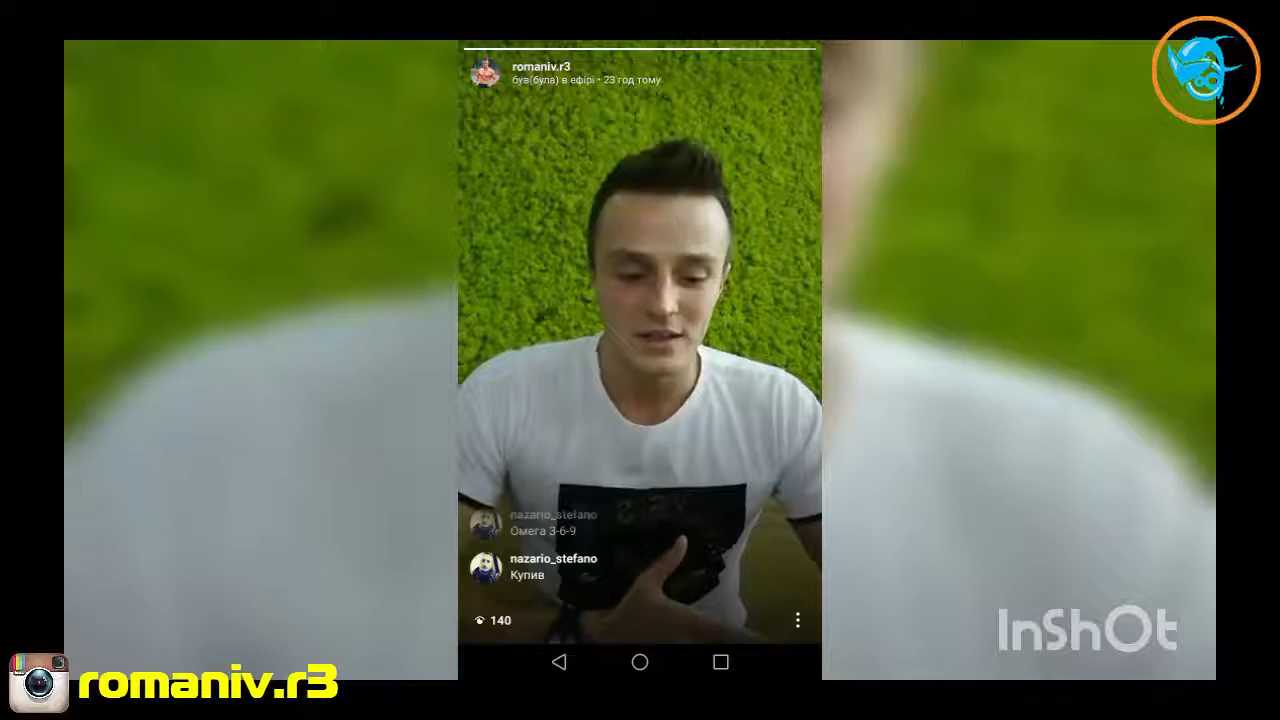 romaniv.r3
був(була) в ефірі • 23 год тому
nazario_stefano
Омега 3-6-9
nazario_stefano
Купив
140
InShOt
romaniv.r3